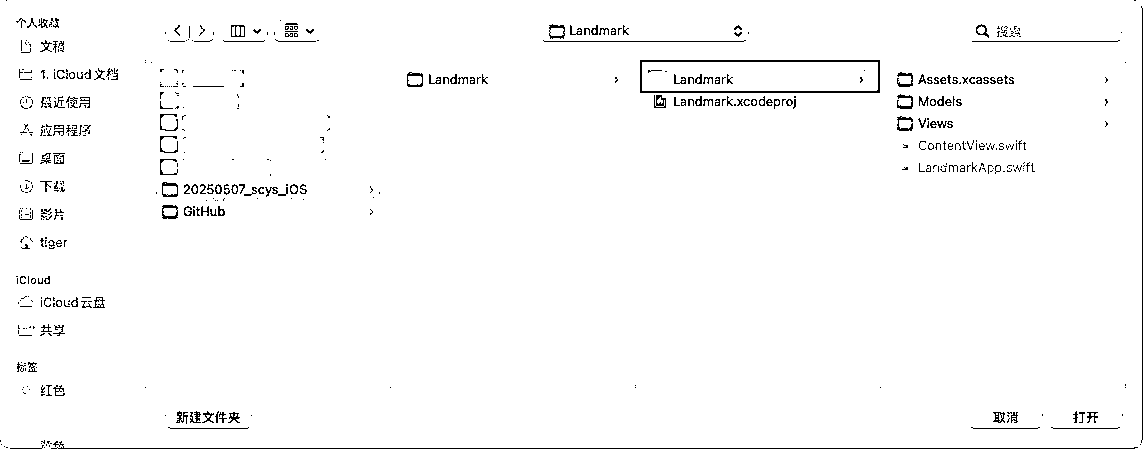 个人收藏
文稿
1. iCloud 文档
最近使用
应用程序
桌面
下载
影片
tiger
iCloud
iCloud 云盘
共享
标签
红色
Landmark
搜索
20250607_scys_iOS
GitHub
Landmark
Landmark
Landmark.xcodeproj
Assets.xcassets
Models
Views
ContentView.swift
LandmarkApp.swift
新建文件夹
取消
打开